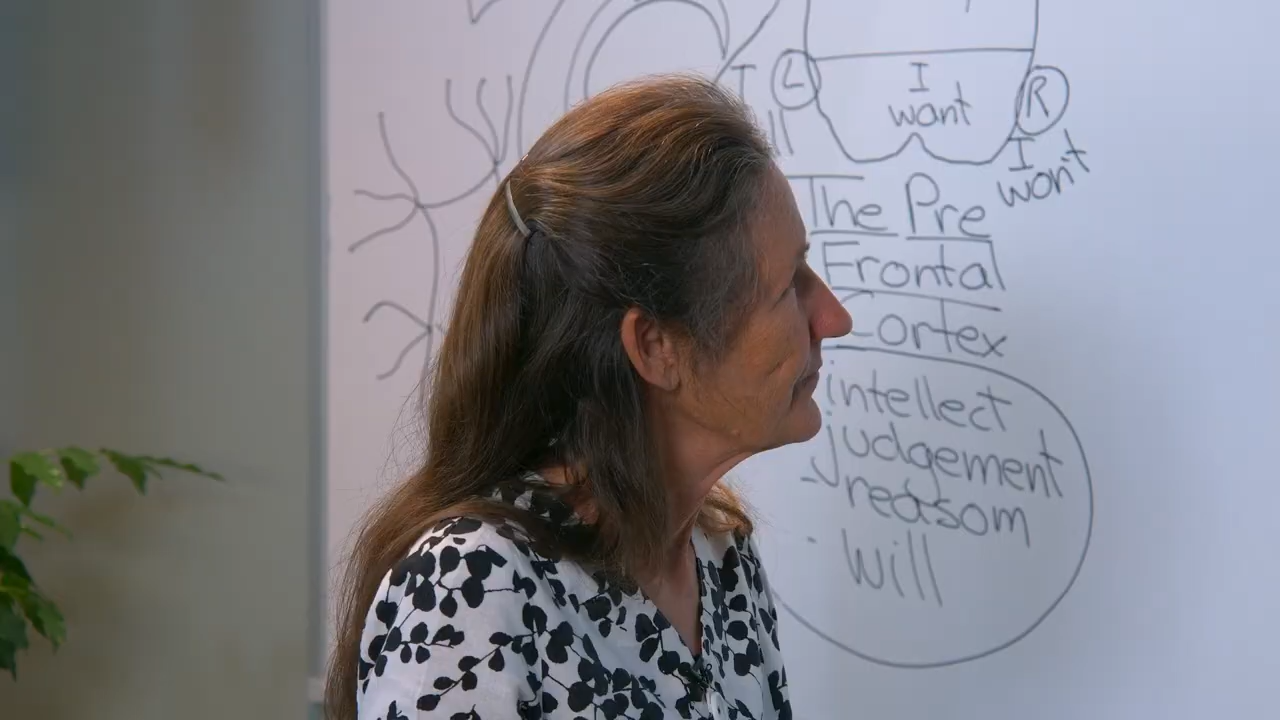 L
I
want
R
I
won't
The Pre
Frontal
Cortex
intellect
judgement
- reasom
- will